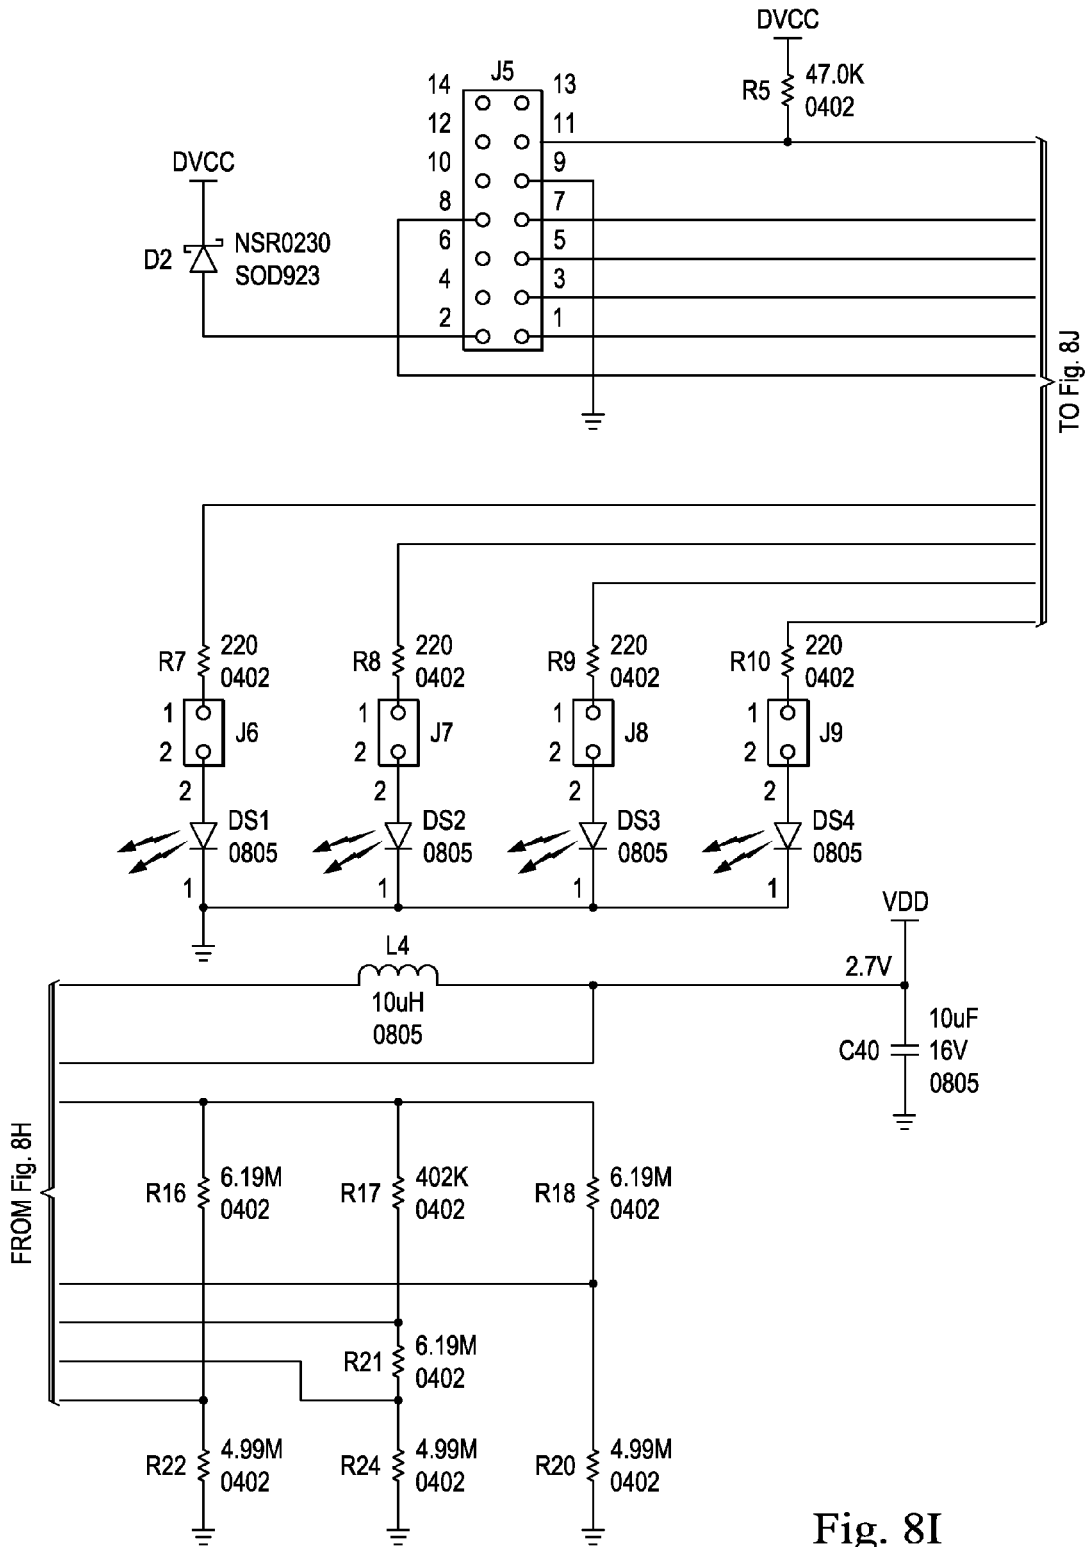 DVCC
R5
47.0K
0402
J5
14
13
12
11
10
9
8
7
6
5
4
3
2
1
DVCC
D2
NSR0230
SOD923
TO Fig. 8J
R7
220
0402
R8
220
0402
R9
220
0402
R10
220
0402
1
2
J6
1
2
J7
1
2
J8
1
2
J9
2
DS1
0805
1
2
DS2
0805
1
2
DS3
0805
1
2
DS4
0805
1
VDD
L4
10uH
0805
2.7V
C40
10uF
16V
0805
FROM Fig. 8H
R16
6.19M
0402
R17
402K
0402
R18
6.19M
0402
R21
6.19M
0402
R22
4.99M
0402
R24
4.99M
0402
R20
4.99M
0402
Fig. 8I